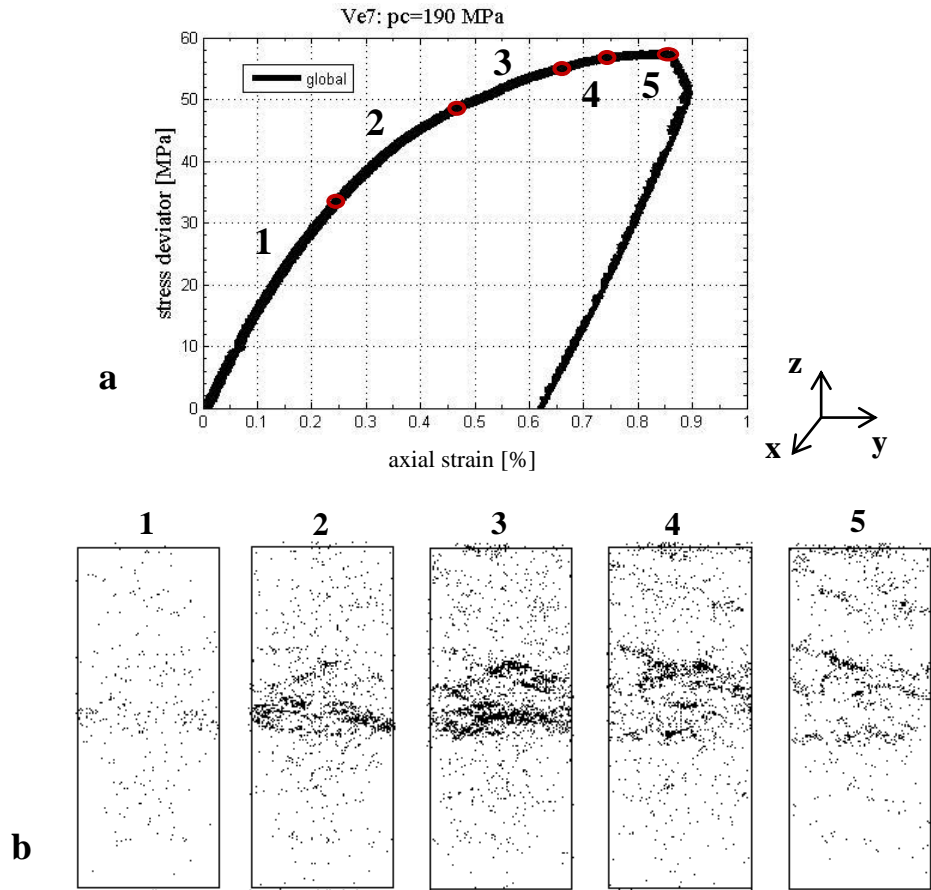 Ve7: pc=190 MPa
60
50
40
30
20
10
0
stress deviator [MPa]
global
1
2
3
4
5
0 0.1 0.2 0.3 0.4 0.5 0.6 0.7 0.8 0.9 1
axial strain [%]
a
z
x
y
1 2 3 4 5
b